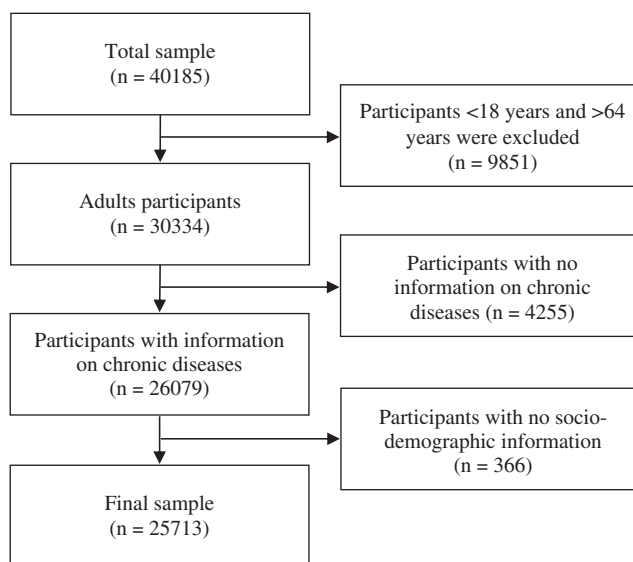 Total sample
(n = 40185)
Participants <18 years and >64
years were excluded
(n = 9851)
Adults participants
(n = 30334)
Participants with no
information on chronic
diseases (n = 4255)
Participants with information
on chronic diseases
(n = 26079)
Participants with no socio-
demographic information
(n = 366)
Final sample
(n = 25713)